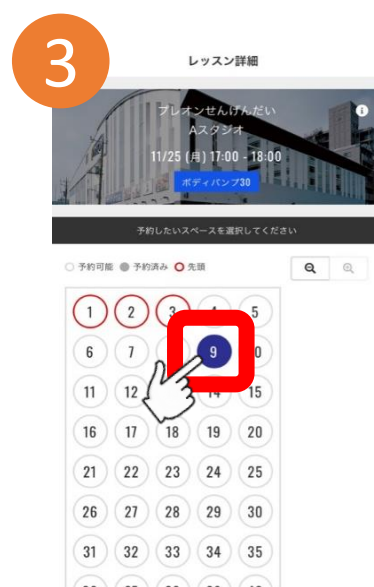 3
レッスン詳細
プレオンせんげんだい
Aスタジオ
11/25 (月) 17:00 - 18:00
ボディパンプ30
予約したいスペースを選択してください
予約可能 予約済み 先頭
1 2 3 4 5
6 7 9
11 12 14 15
16 17 18 19 20
21 22 23 24 25
26 27 28 29 30
31 32 33 34 35